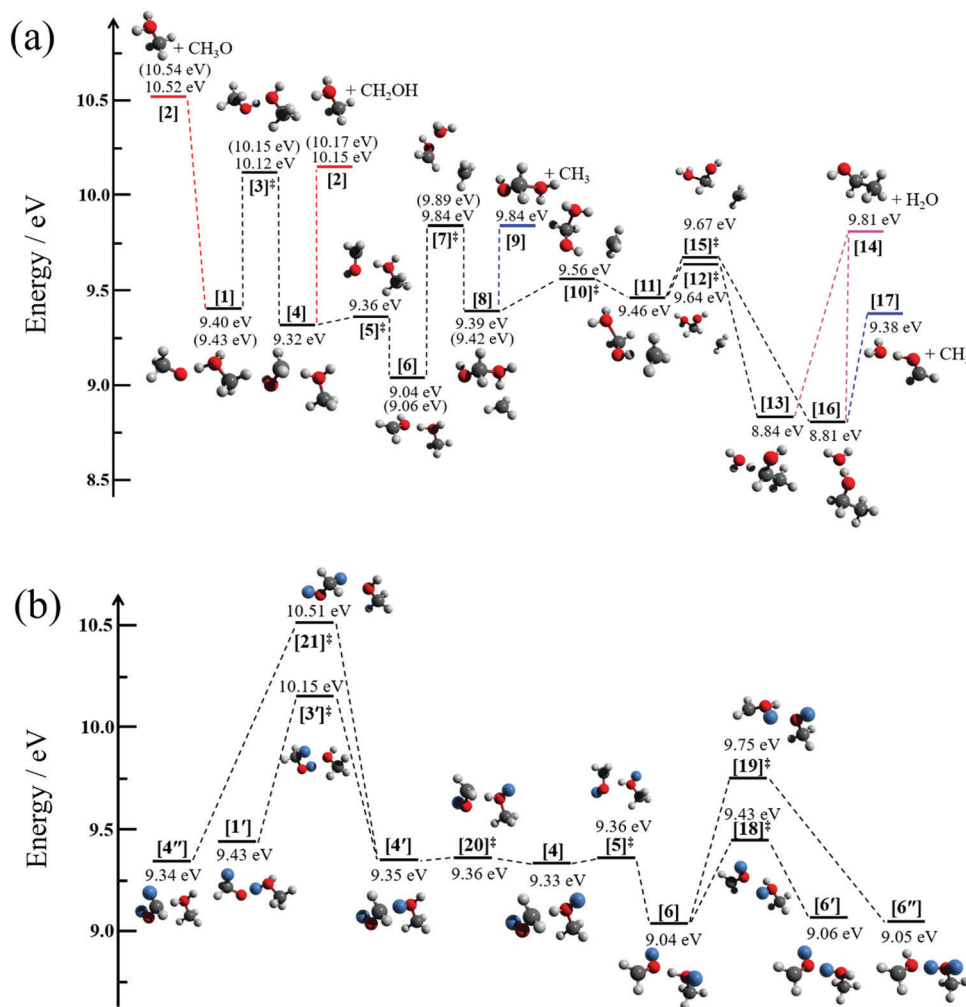 (a)
+ CH₃O
(10.54 eV)
10.52 eV
[2]
(10.15 eV)
10.12 eV
[3]‡
+ CH₂OH
(10.17 eV)
10.15 eV
[2]
(9.89 eV)
9.84 eV
[7]‡
+ CH₃
9.84 eV
[9]
9.67 eV
[15]‡
[12]‡
9.64 eV
+ H₂O
9.81 eV
[14]
[1]
9.40 eV
(9.43 eV)
[4]
9.32 eV
9.36 eV
[5]‡
[6]
9.04 eV
(9.06 eV)
[8]
9.39 eV
(9.42 eV)
9.56 eV
[10]‡
[11]
9.46 eV
[17]
9.38 eV
[13]
8.84 eV
[16]
8.81 eV
Energy / eV
10.5
10.0
9.5
9.0
8.5
(b)
10.51 eV
[21]‡
10.15 eV
[3′]‡
[4″]
9.34 eV
[1′]
9.43 eV
[4′]
9.35 eV
[20]‡
9.36 eV
[4]
9.33 eV
9.36 eV
[5]‡
[6]
9.04 eV
9.75 eV
[19]‡
9.43 eV
[18]‡
[6′]
9.06 eV
[6″]
9.05 eV
Energy / eV
10.5
10.0
9.5
9.0